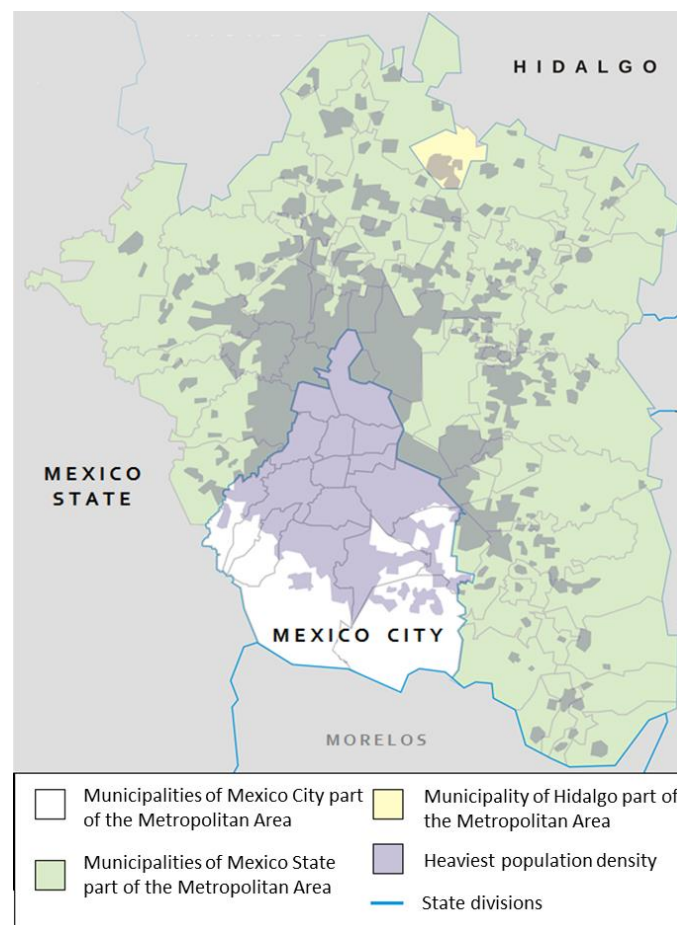 HIDALGO
MEXICO
STATE
MEXICO CITY
MORELOS
Municipalities of Mexico City part
of the Metropolitan Area
Municipality of Hidalgo part of
the Metropolitan Area
Municipalities of Mexico State
part of the Metropolitan Area
Heaviest population density
State divisions